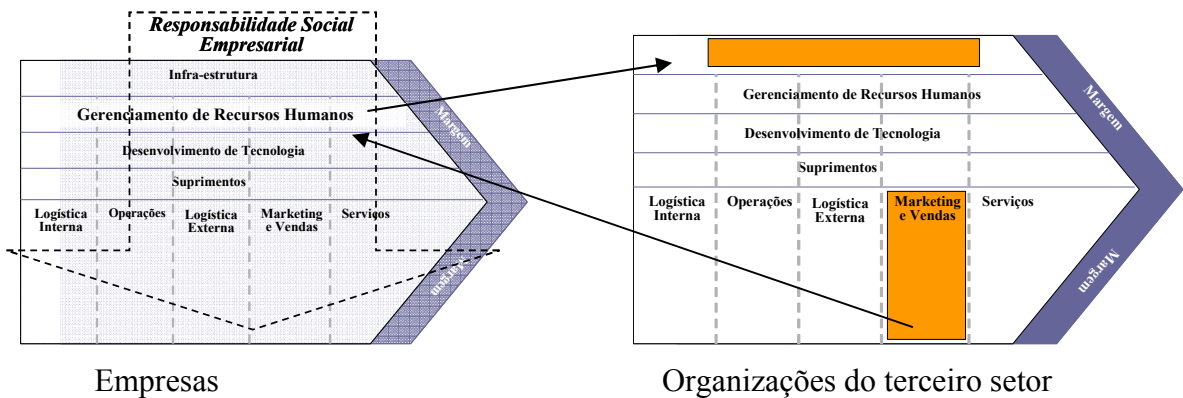 Responsabilidade Social
Empresarial
Infra-estrutura
Gerenciamento de Recursos Humanos
Desenvolvimento de Tecnologia
Suprimentos
Logística
Interna
Operações
Logística
Externa
Marketing
e Vendas
Serviços
Margem
Margem
Empresas
Gerenciamento de Recursos Humanos
Desenvolvimento de Tecnologia
Suprimentos
Logística
Interna
Operações
Logística
Externa
Marketing
e Vendas
Serviços
Margem
Margem
Organizações do terceiro setor